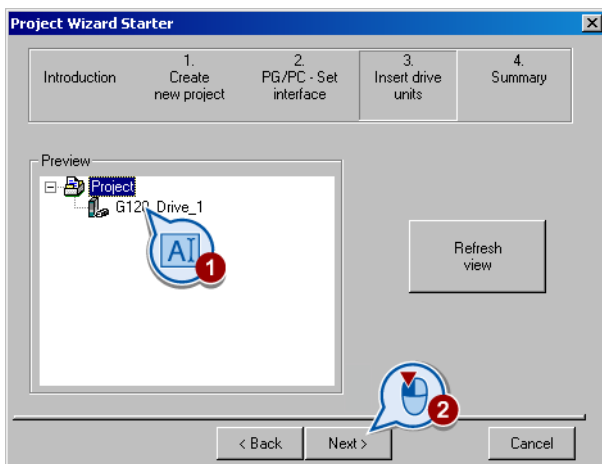 Project Wizard Starter
Introduction
1.
Create
new project
2.
PG/PC - Set
interface
3.
Insert drive
units
4.
Summary
Preview
Project
G120_Drive_1
AI
1
Refresh
view
2
< Back
Next >
Cancel